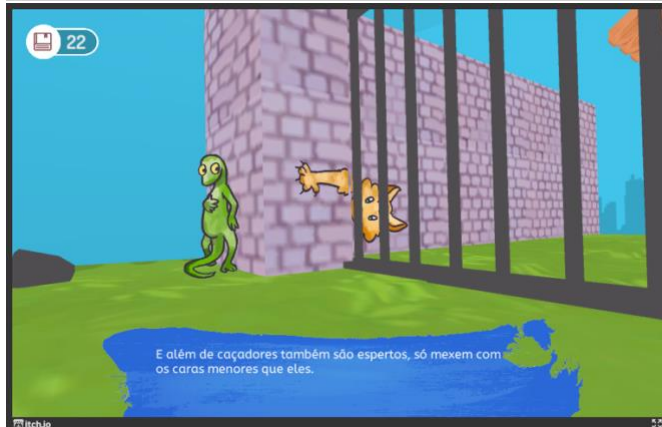 22
E além de caçadores também são espertos, só mexem com
os caras menores que eles.
itch.io